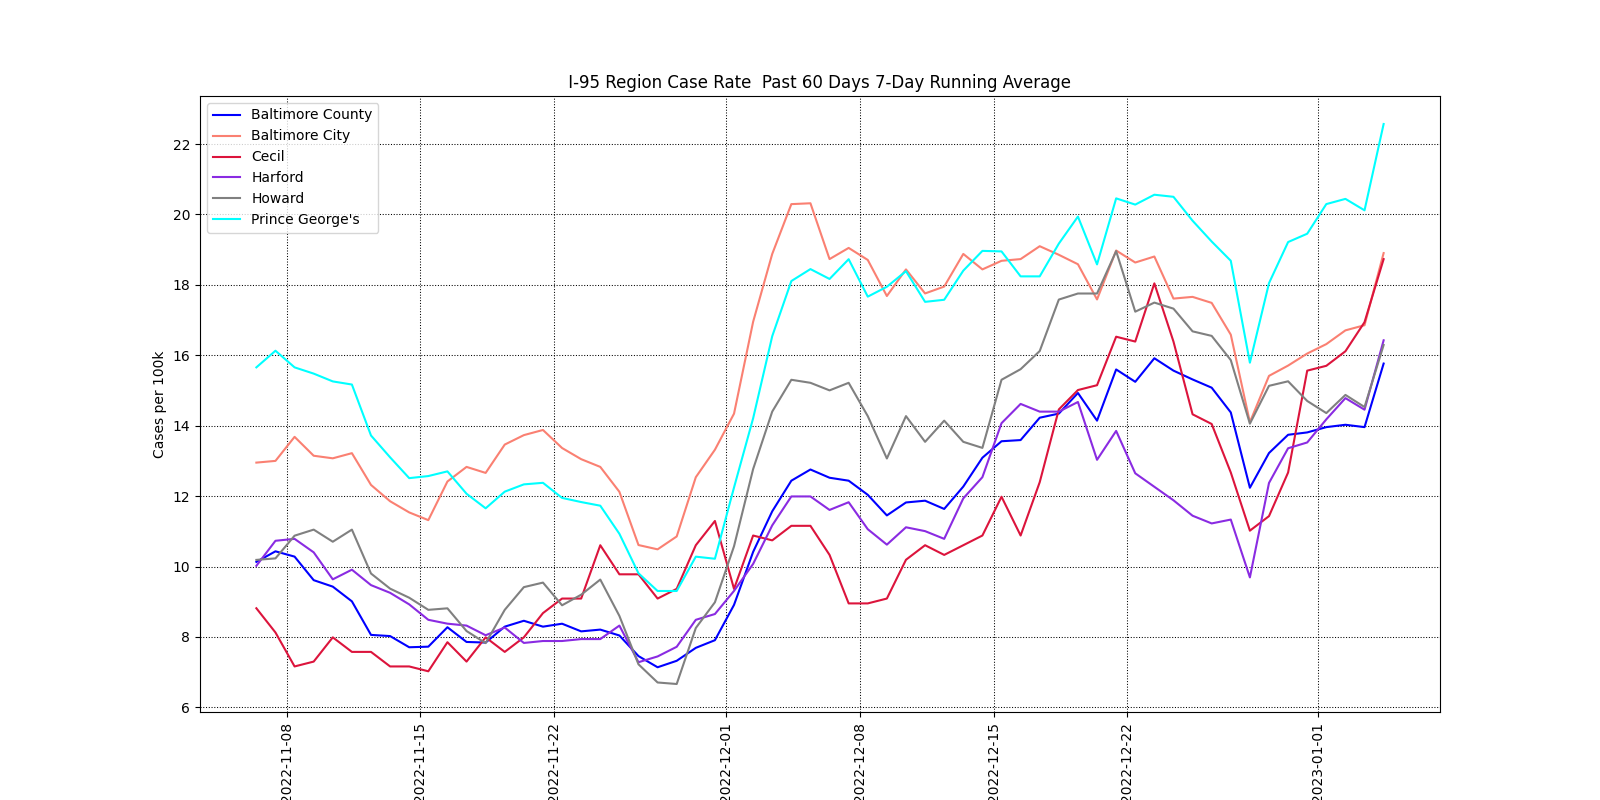 I-95 Region Case Rate  Past 60 Days 7-Day Running Average
Baltimore County
Baltimore City
Cecil
Harford
Howard
Prince George's
Cases per 100k
22
20
18
16
14
12
10
8
6
2022-11-08
2022-11-15
2022-11-22
2022-12-01
2022-12-08
2022-12-15
2022-12-22
2023-01-01